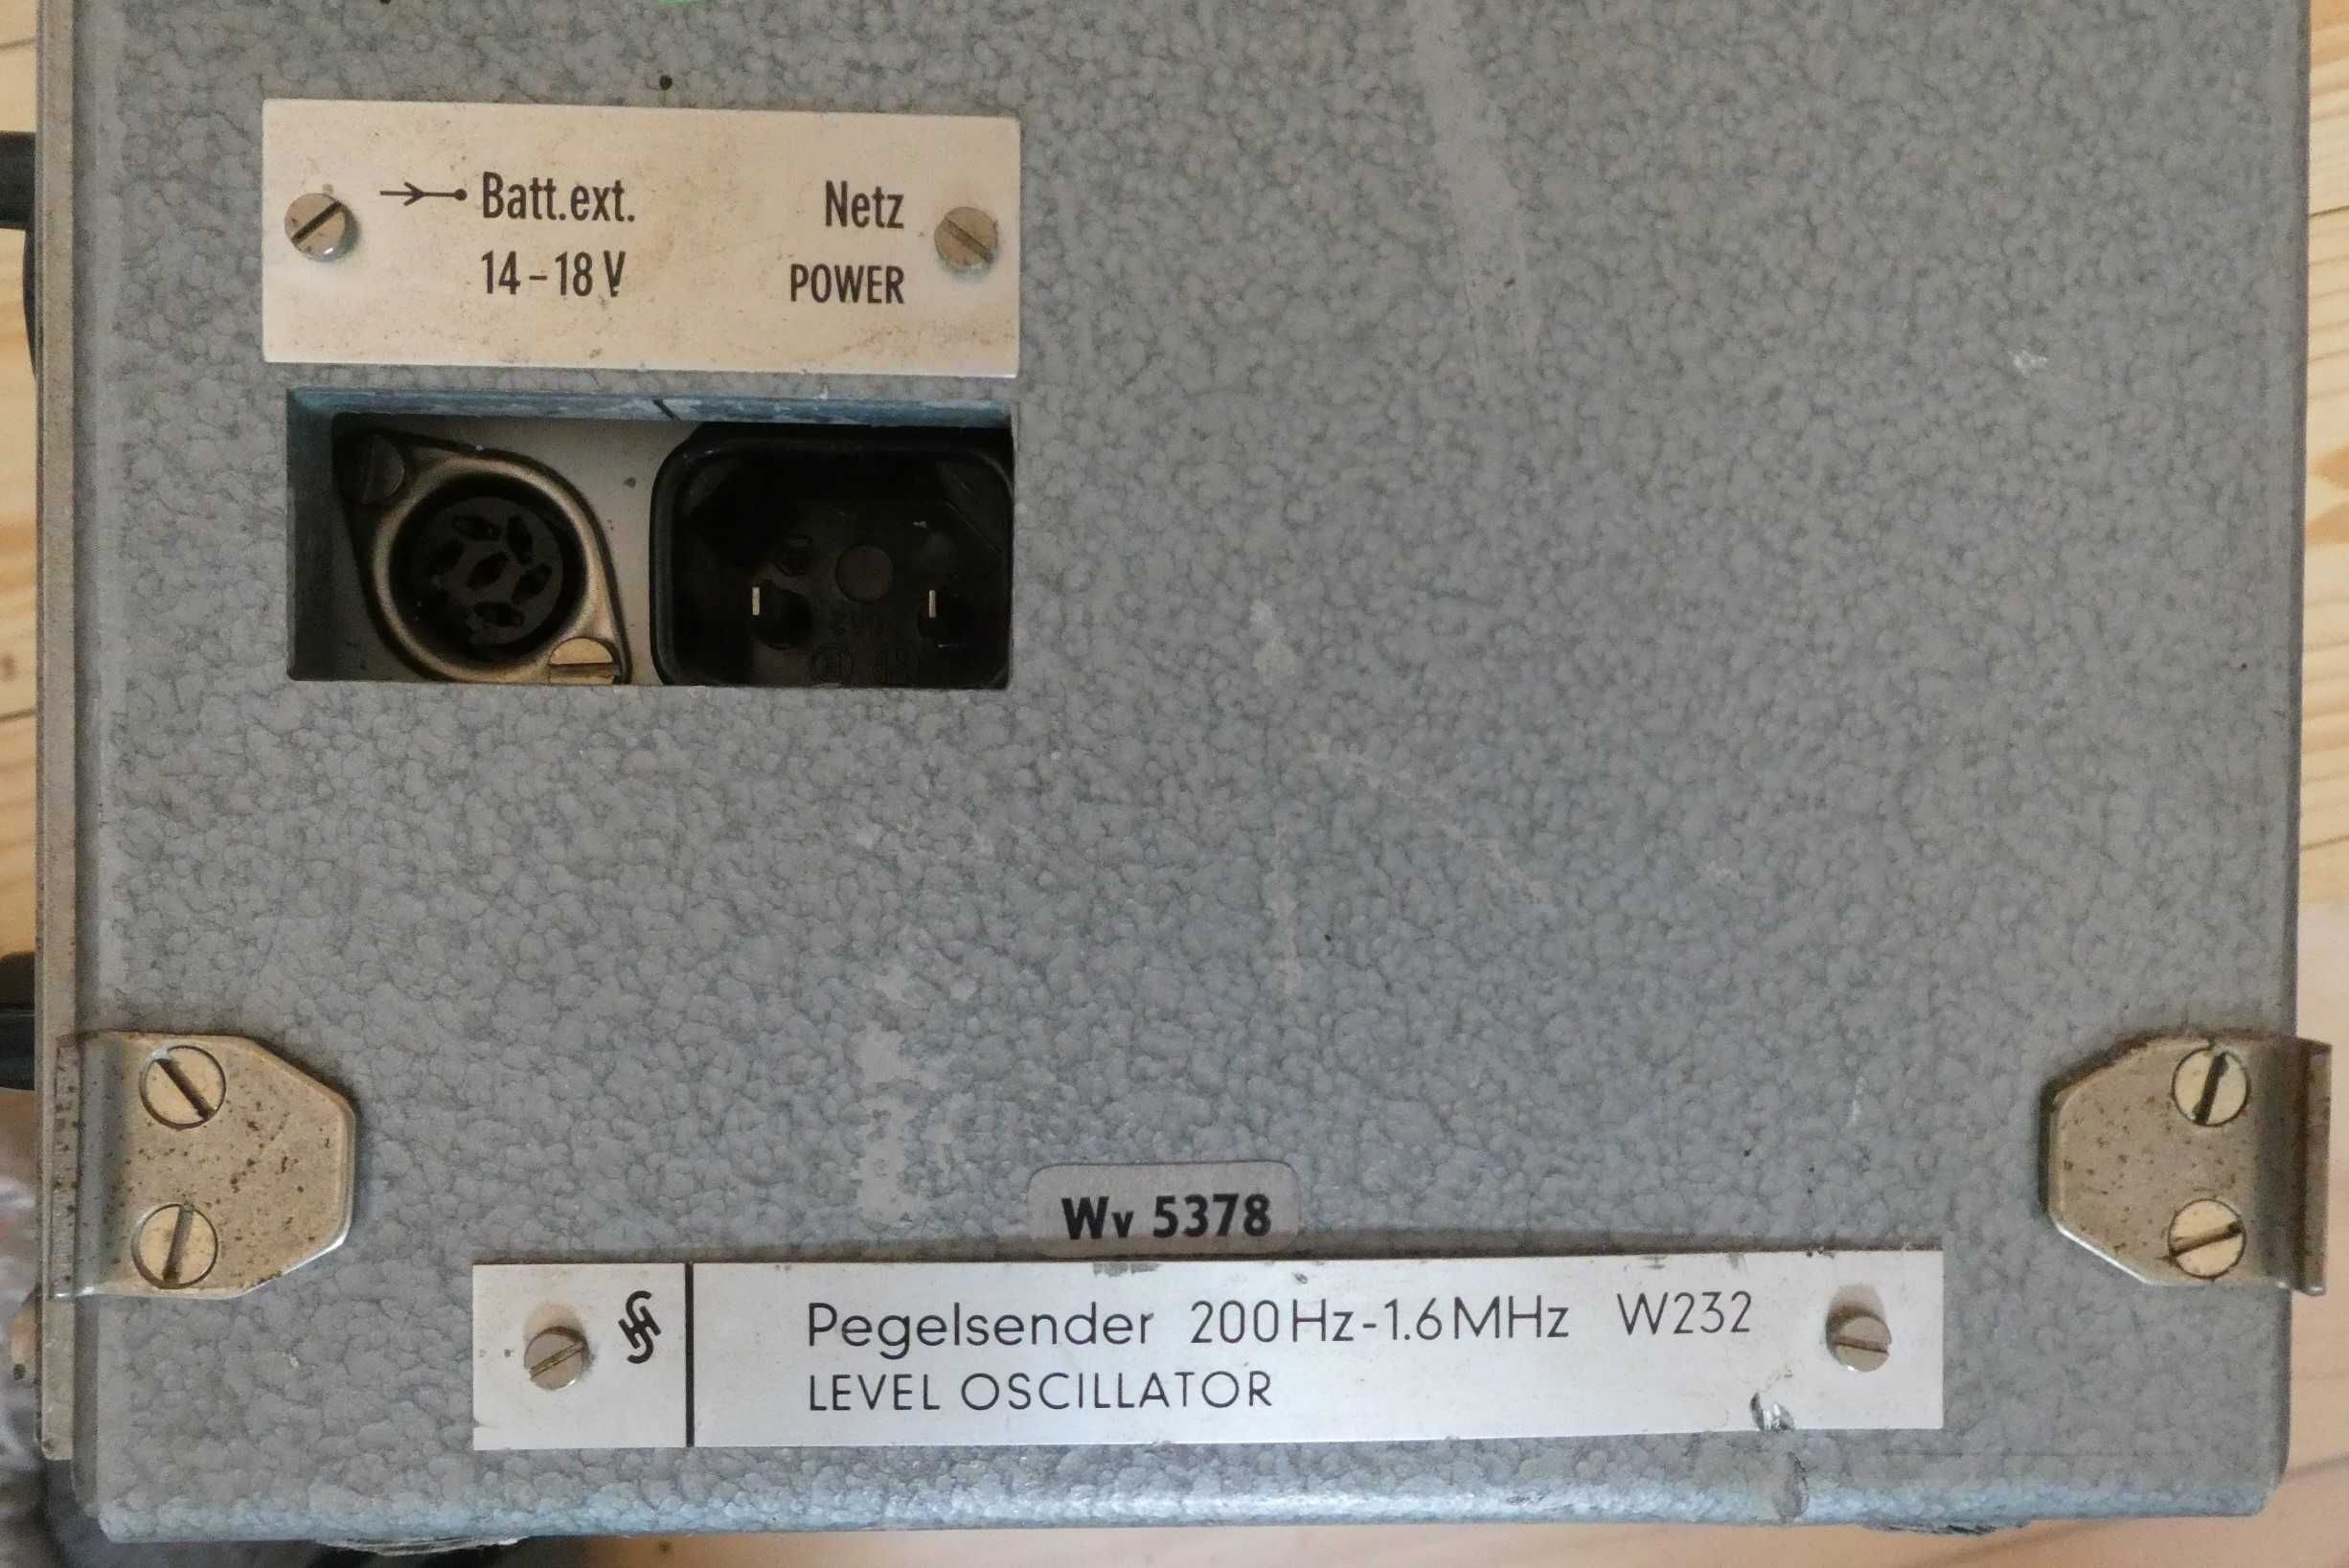 Batt.ext. Netz
14-18 V POWER
Wv 5378
Pegelsender 200Hz-1.6MHz W232
LEVEL OSCILLATOR